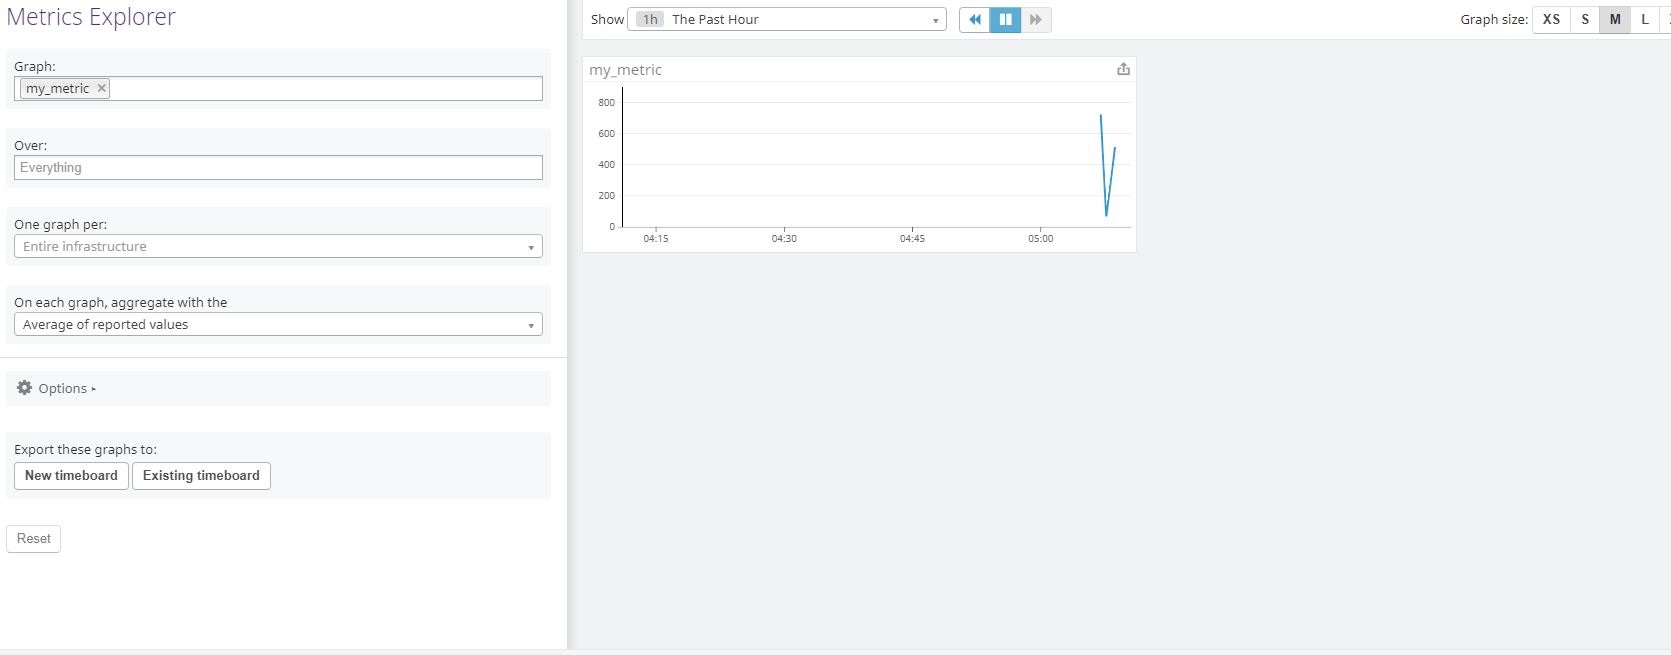 Metrics Explorer
Graph:
my_metric ×
Over:
Everything
One graph per:
Entire infrastructure
On each graph, aggregate with the
Average of reported values
Options
Export these graphs to:
New timeboard Existing timeboard
Reset
Show 1h The Past Hour
Graph size: XS S M L
my_metric
800
600
400
200
0
04:15 04:30 04:45 05:00